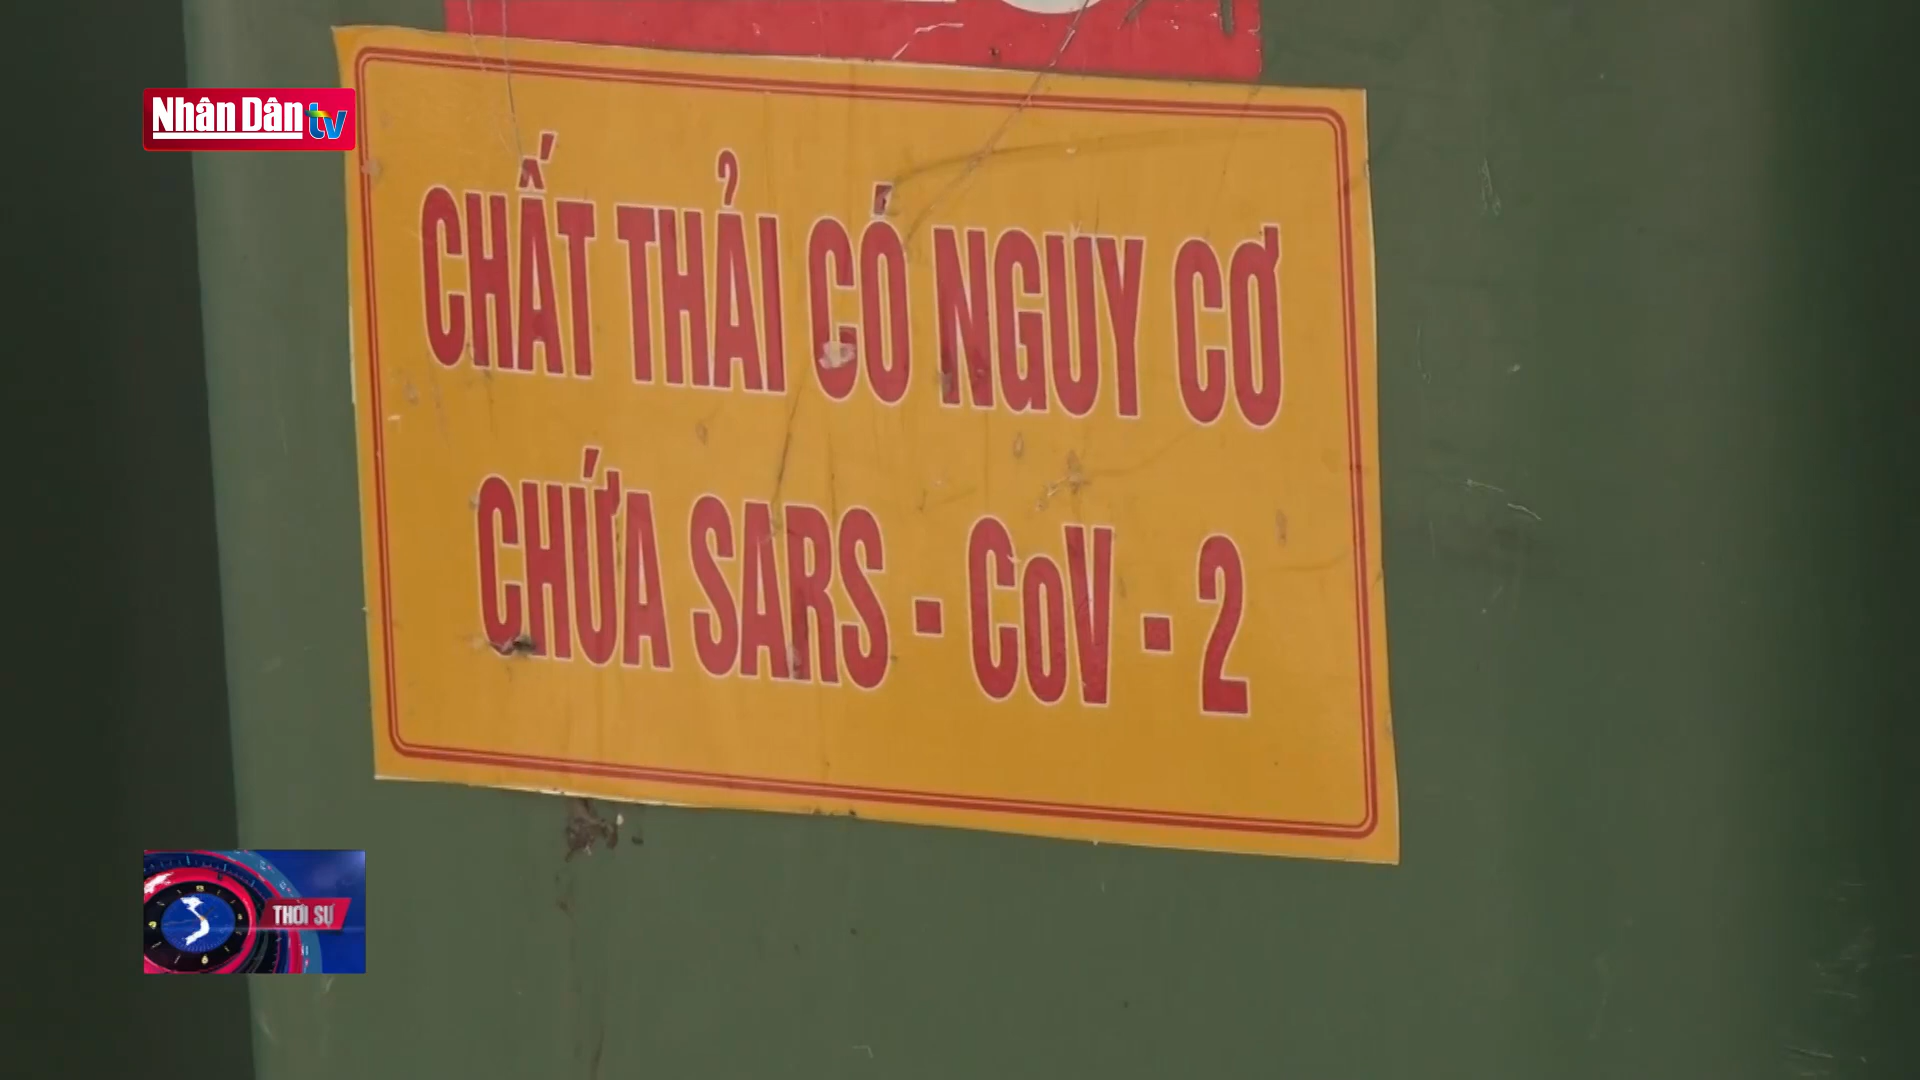 Nhân Dân tv
CHẤT THẢI CÓ NGUY CƠ
CHỨA SARS - CoV - 2
THỜI SỰ